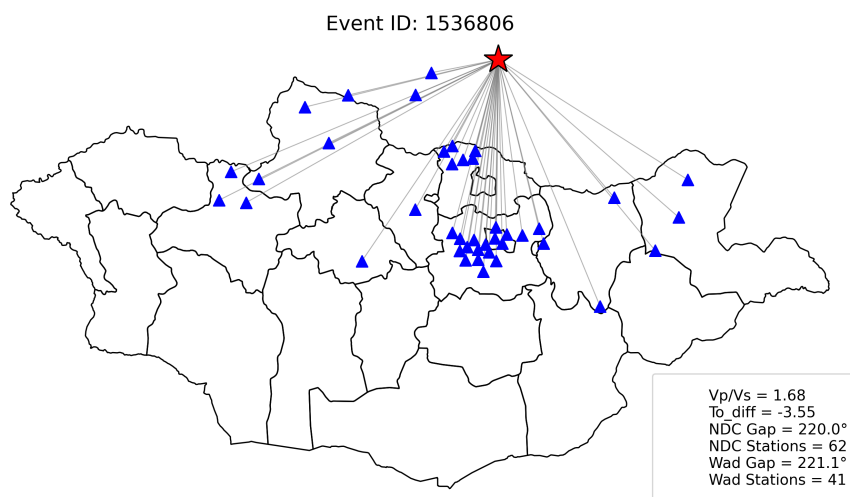 Event ID: 1536806
Vp/Vs = 1.68
To_diff = -3.55
NDC Gap = 220.0°
NDC Stations = 62
Wad Gap = 221.1°
Wad Stations = 41